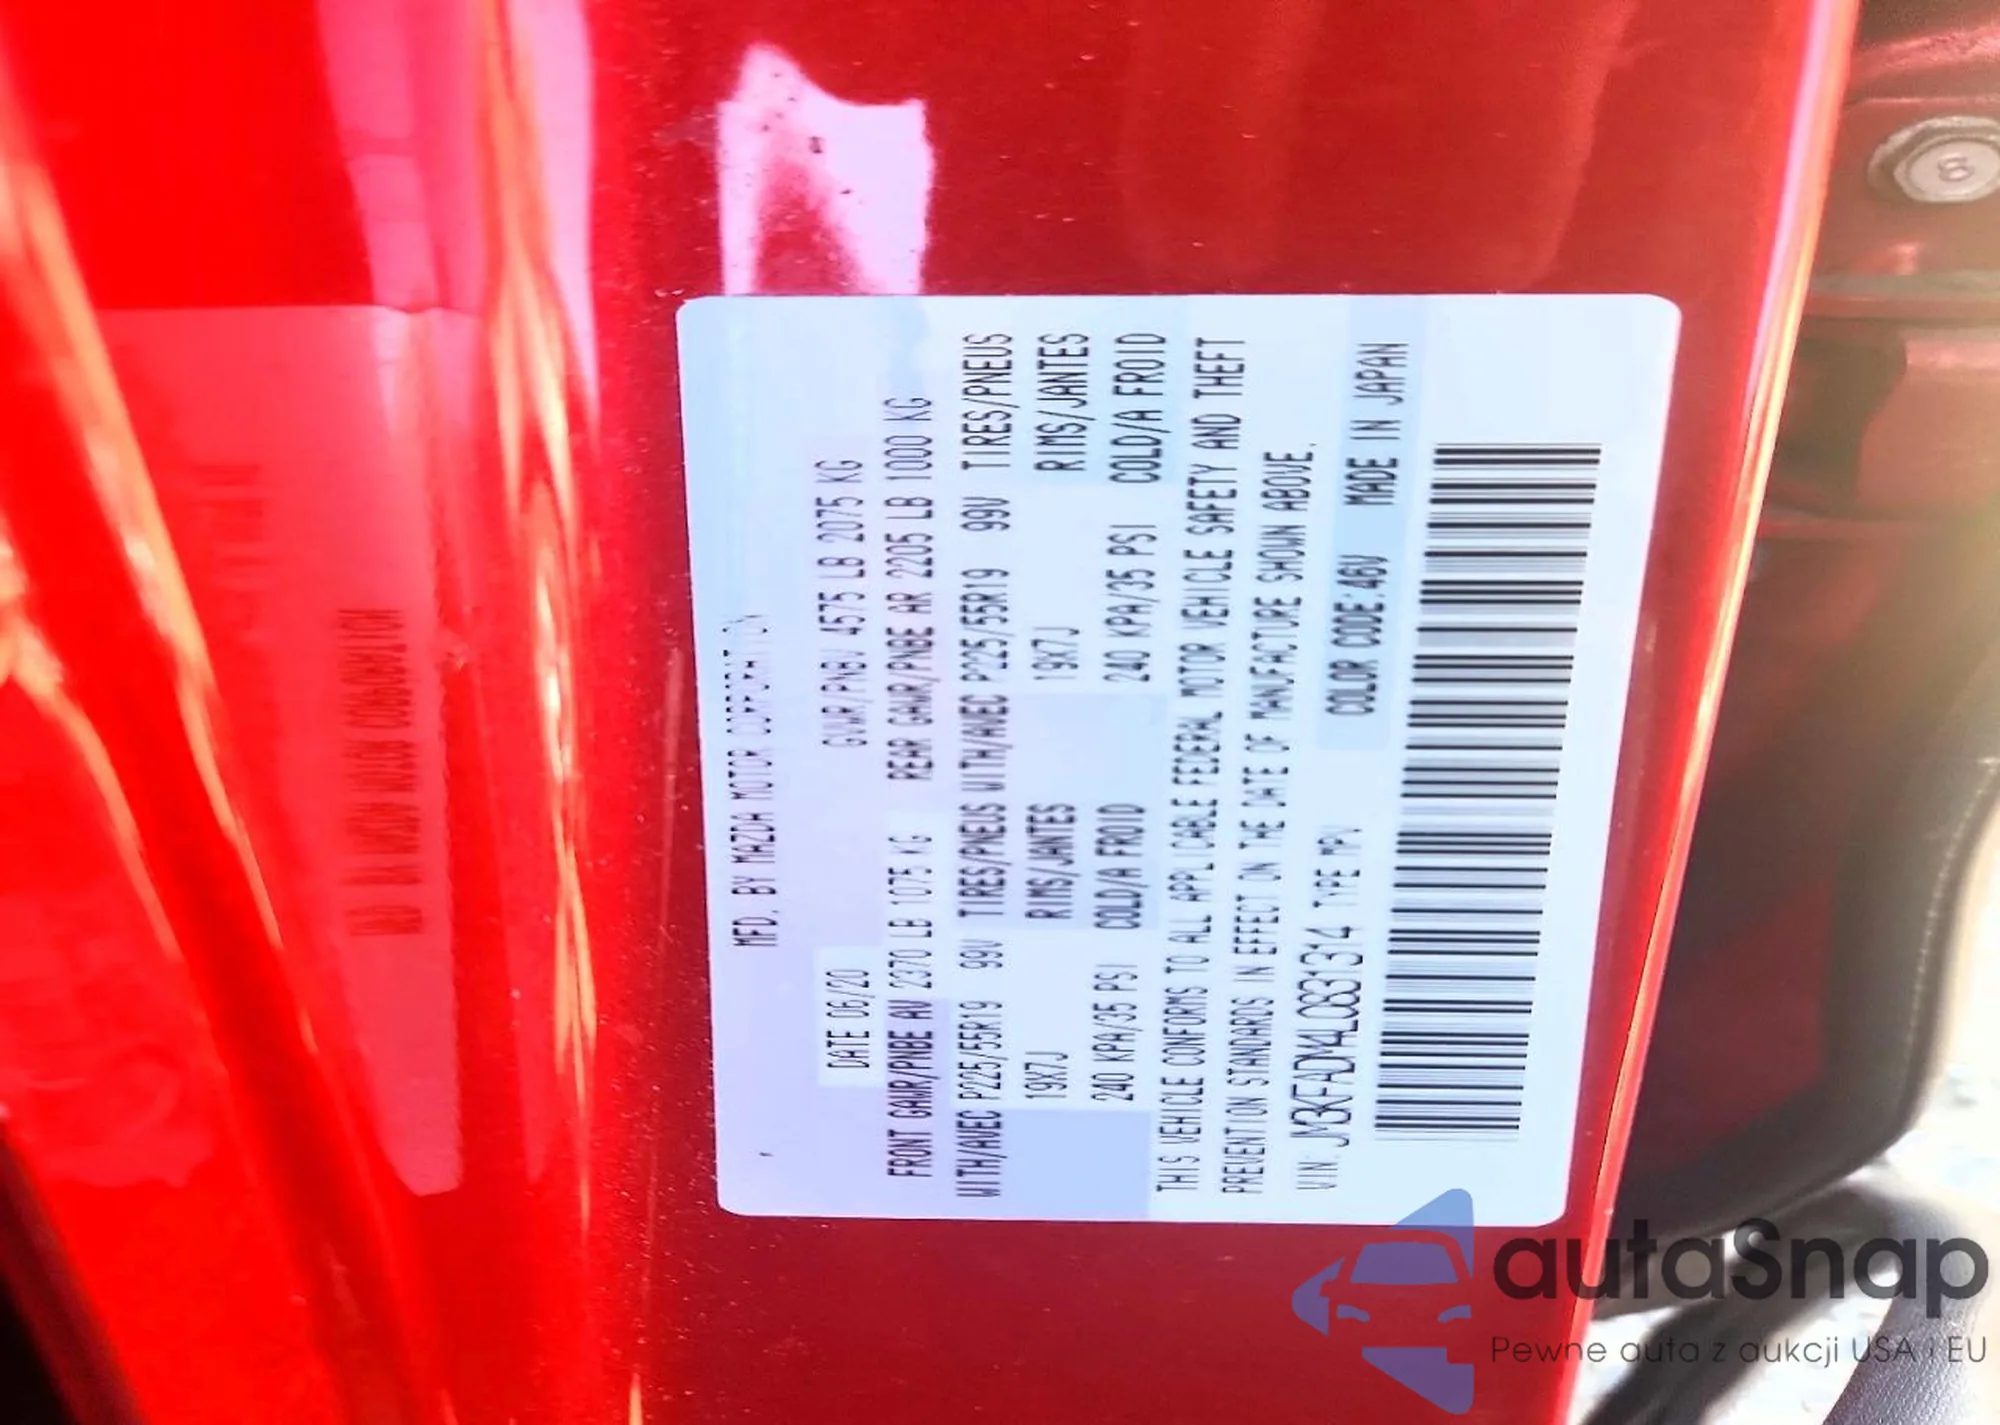 MFD. BY MAZDA MOTOR CORPORATION
DATE 06/20 GVWR/PNBV 4575 LB 2075 KG
FRONT GAWR/PNBE AV 2370 LB 1075 KG REAR GAWR/PNBE AR 2205 LB 1000 KG
WITH/AVEC P225/55R19 99V TIRES/PNEUS WITH/AVEC P225/55R19 99V TIRES/PNEUS
19X7J RIMS/JANTES 19X7J RIMS/JANTES
240 KPA/35 PSI COLD/A FROID 240 KPA/35 PSI COLD/A FROID
THIS VEHICLE CONFORMS TO ALL APPLICABLE FEDERAL MOTOR VEHICLE SAFETY AND THEFT
PREVENTION STANDARDS IN EFFECT ON THE DATE OF MANUFACTURE SHOWN ABOVE.
VIN: JM3KFADM4L0831314 TYPE MPV COLOR CODE:46V MADE IN JAPAN
8
autaSnap
Pewne auta z aukcji USA i EU